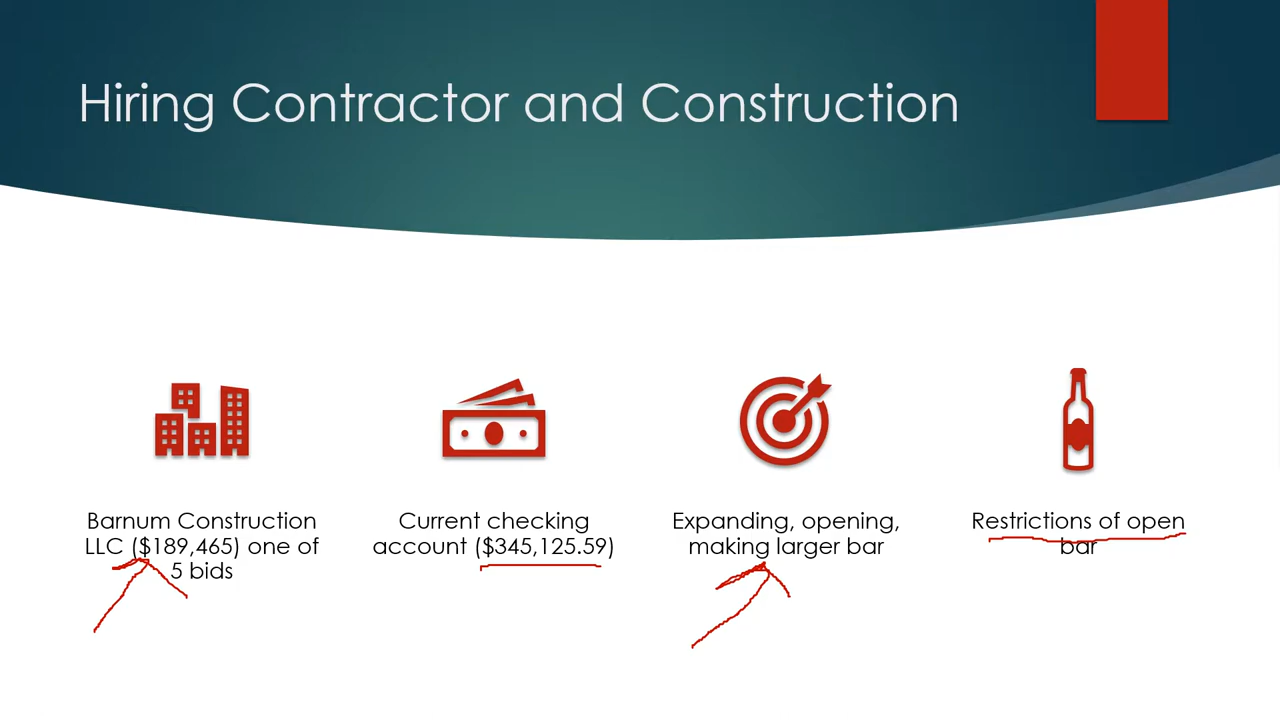 Hiring Contractor and Construction
Barnum Construction
LLC ($189,465) one of
5 bids
Current checking
account ($345,125.59)
Expanding, opening,
making larger bar
Restrictions of open
bar